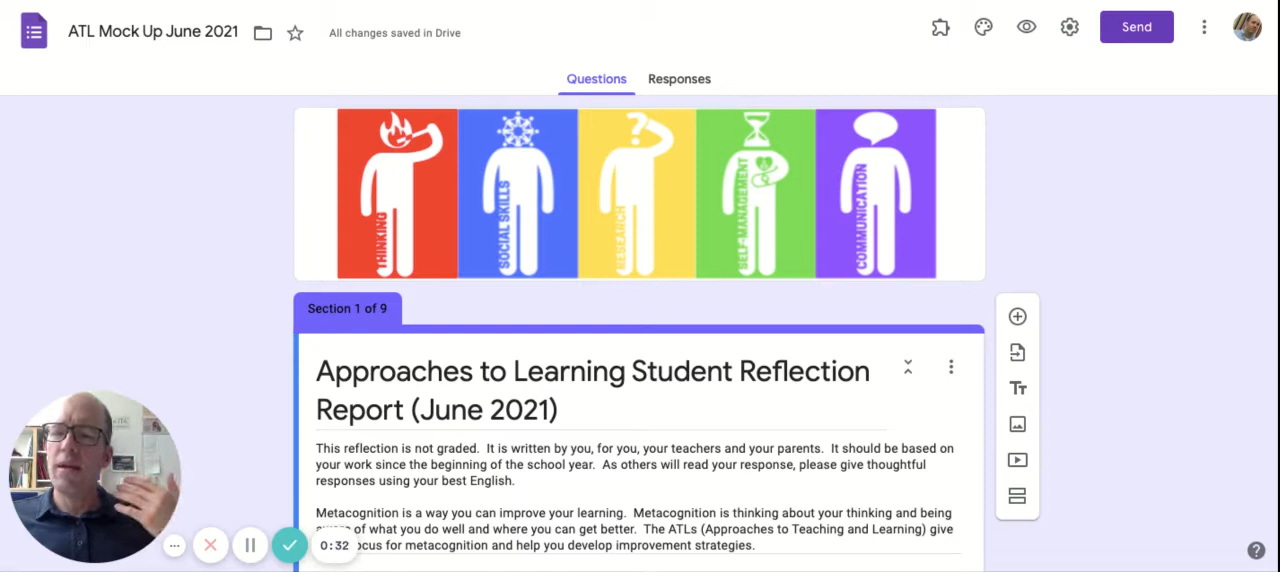 ATL Mock Up June 2021
All changes saved in Drive
Send
Questions
Responses
THINKING
SOCIAL SKILLS
RESEARCH
SELF-MANAGEMENT
COMMUNICATION
Section 1 of 9
Approaches to Learning Student Reflection
Report (June 2021)
This reflection is not graded. It is written by you, for you, your teachers and your parents. It should be based on
your work since the beginning of the school year. As others will read your response, please give thoughtful
responses using your best English.
Metacognition is a way you can improve your learning. Metacognition is thinking about your thinking and being
of what you do well and where you can get better. The ATLs (Approaches to Teaching and Learning) give
ocus for metacognition and help you develop improvement strategies.
0:32
Tт